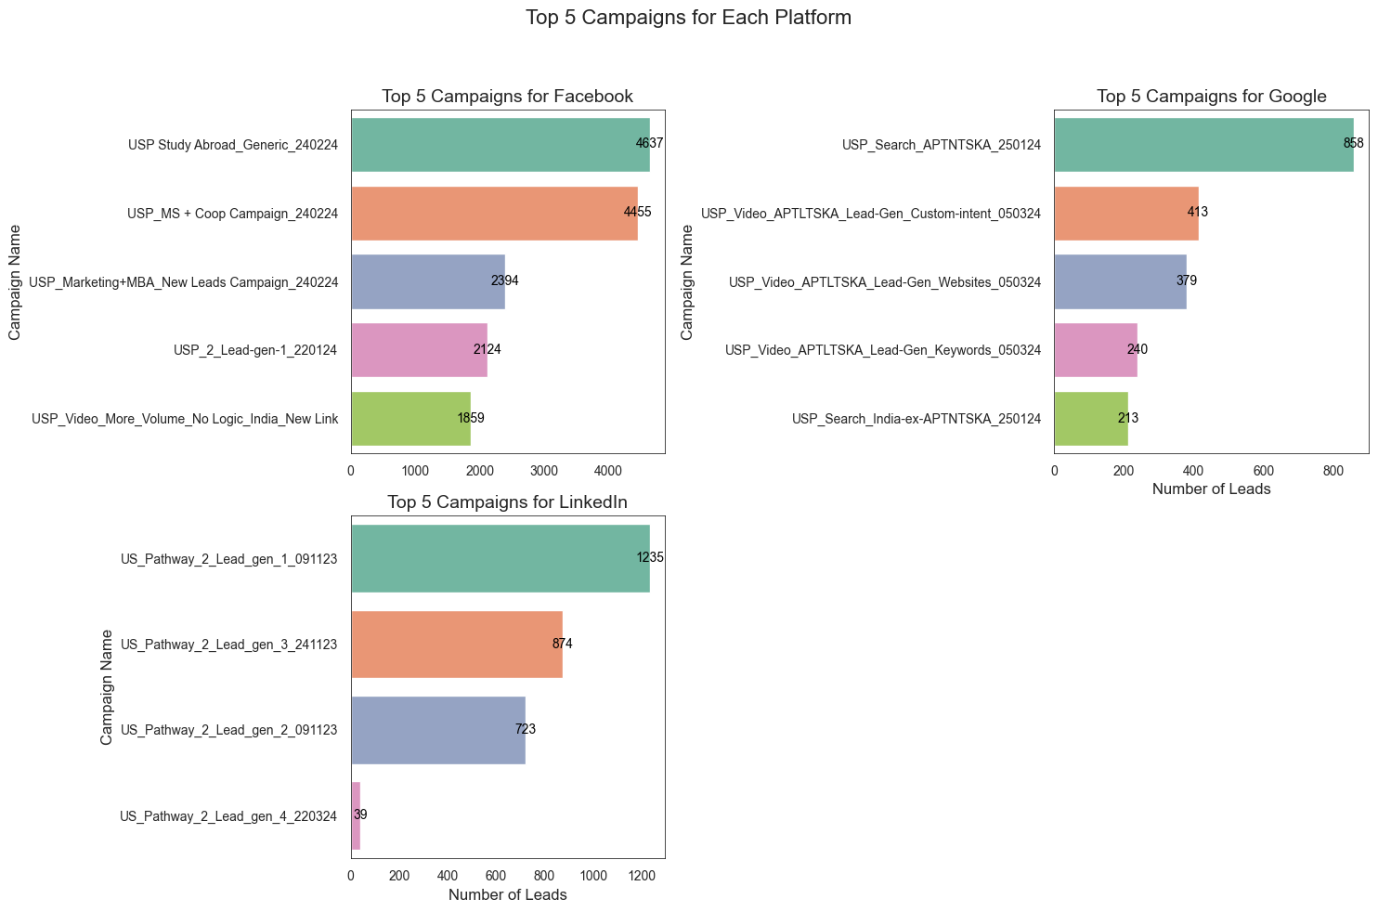 Top 5 Campaigns for Each Platform
Top 5 Campaigns for Facebook
Campaign Name
USP Study Abroad_Generic_240224
4637
USP_MS + Coop Campaign_240224
4455
USP_Marketing+MBA_New Leads Campaign_240224
2394
USP_2_Lead-gen-1_220124
2124
USP_Video_More_Volume_No Logic_India_New Link
1859
0 1000 2000 3000 4000
Top 5 Campaigns for Google
Campaign Name
USP_Search_APTNTSKA_250124
858
USP_Video_APTLTSKA_Lead-Gen_Custom-intent_050324
413
USP_Video_APTLTSKA_Lead-Gen_Websites_050324
379
USP_Video_APTLTSKA_Lead-Gen_Keywords_050324
240
USP_Search_India-ex-APTNTSKA_250124
213
0 200 400 600 800
Number of Leads
Top 5 Campaigns for LinkedIn
Campaign Name
US_Pathway_2_Lead_gen_1_091123
1235
US_Pathway_2_Lead_gen_3_241123
874
US_Pathway_2_Lead_gen_2_091123
723
US_Pathway_2_Lead_gen_4_220324
39
0 200 400 600 800 1000 1200
Number of Leads